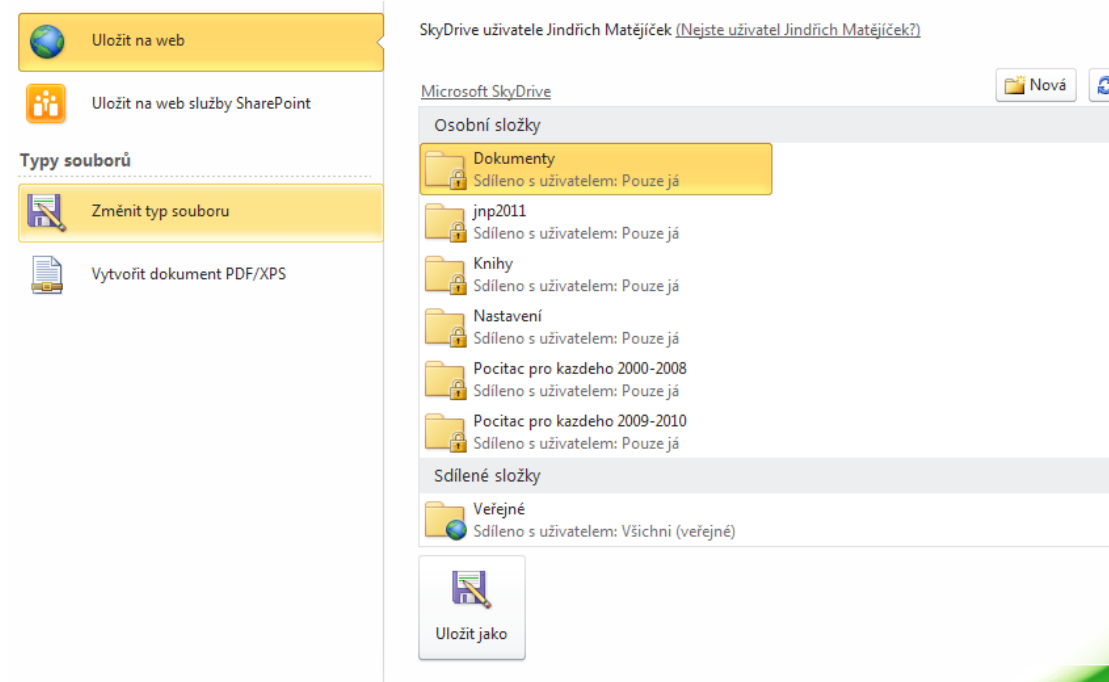 Uložit na web
Uložit na web služby SharePoint
Typy souborů
Změnit typ souboru
Vytvořit dokument PDF/XPS
SkyDrive uživatele Jindřich Matějíček (Nejste uživatel Jindřich Matějíček?)
Microsoft SkyDrive
Nová
Osobní složky
Dokumenty
Sdíleno s uživatelem: Pouze já
jnp2011
Sdíleno s uživatelem: Pouze já
Knihy
Sdíleno s uživatelem: Pouze já
Nastavení
Sdíleno s uživatelem: Pouze já
Pocitac pro kazdeho 2000-2008
Sdíleno s uživatelem: Pouze já
Pocitac pro kazdeho 2009-2010
Sdíleno s uživatelem: Pouze já
Sdílené složky
Veřejné
Sdíleno s uživatelem: Všichni (veřejné)
Uložit jako